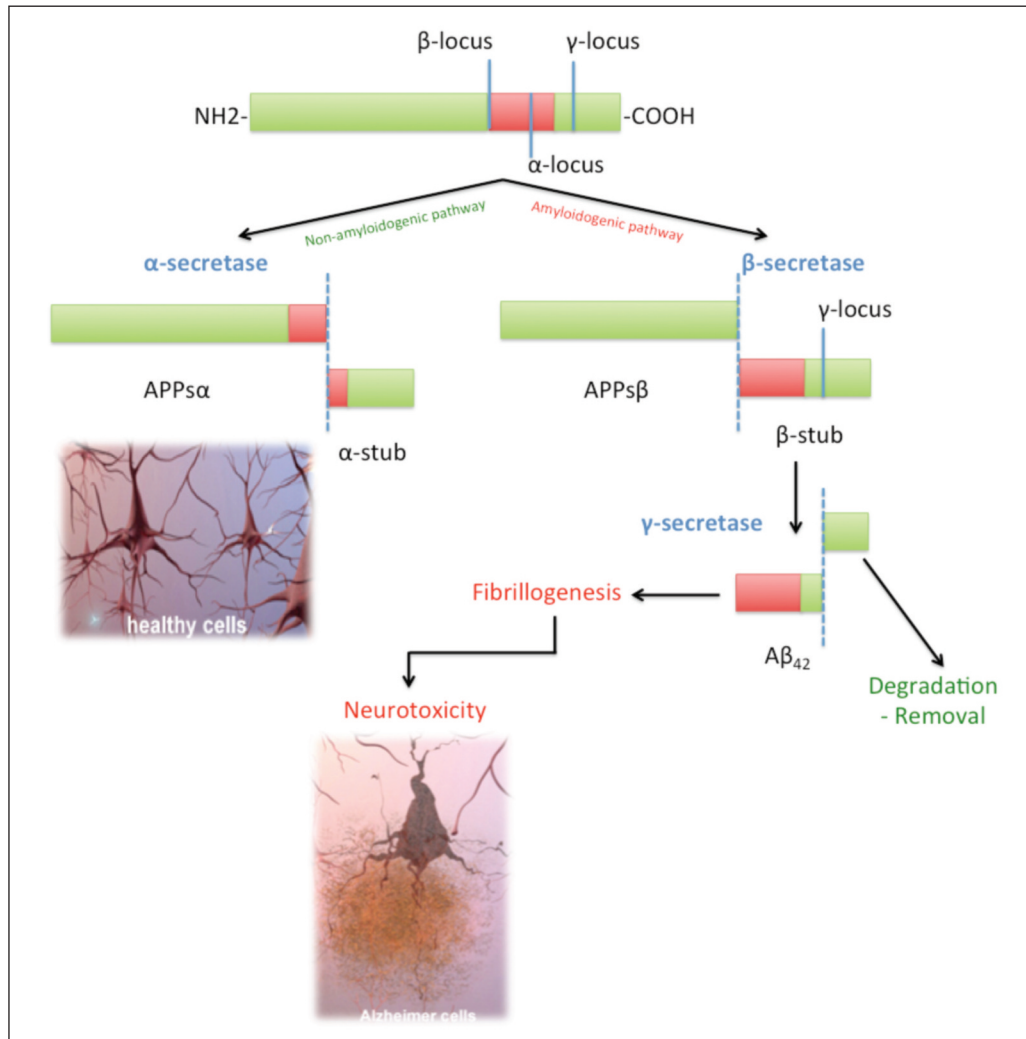 β-locus
γ-locus
NH2-
-COOH
α-locus
Non-amyloidogenic pathway
Amyloidogenic pathway
α-secretase
β-secretase
γ-locus
APPsα
APPsβ
α-stub
β-stub
healthy cells
γ-secretase
Fibrillogenesis
Aβ₄₂
Degradation
- Removal
Neurotoxicity
Alzheimer cells